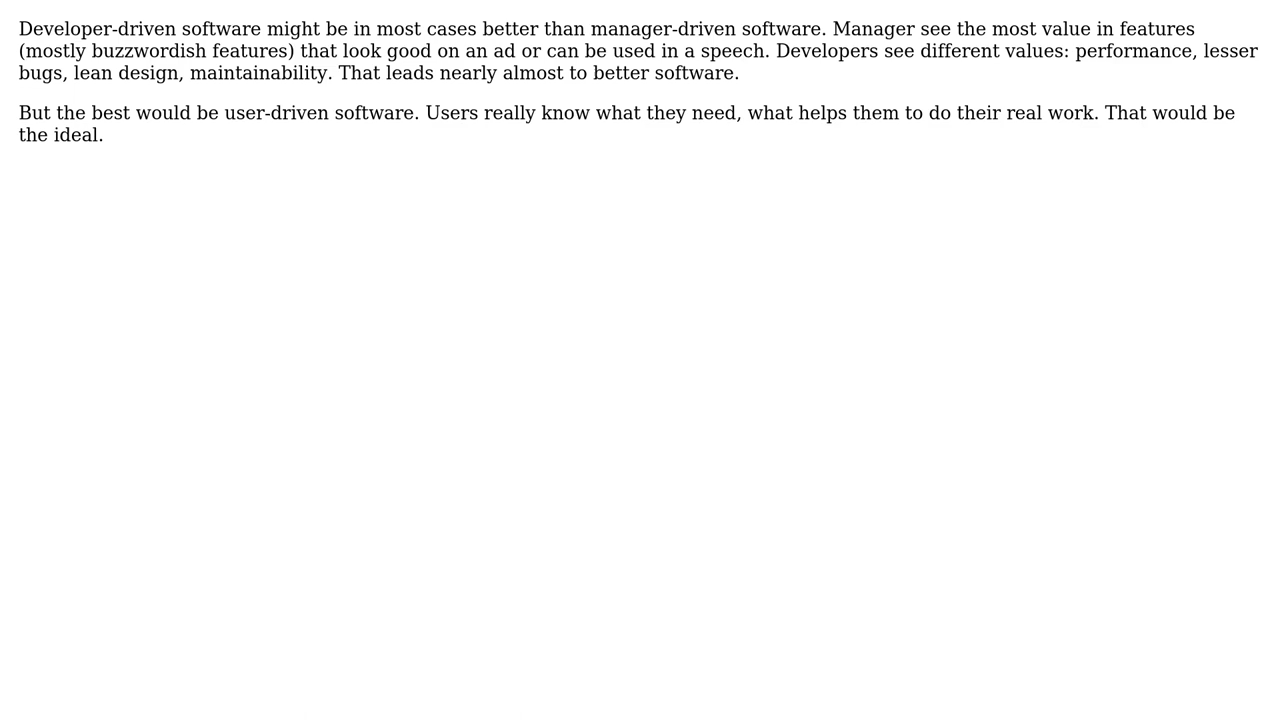 Developer-driven software might be in most cases better than manager-driven software. Manager see the most value in features
(mostly buzzwordish features) that look good on an ad or can be used in a speech. Developers see different values: performance, lesser
bugs, lean design, maintainability. That leads nearly almost to better software.
But the best would be user-driven software. Users really know what they need, what helps them to do their real work. That would be
the ideal.